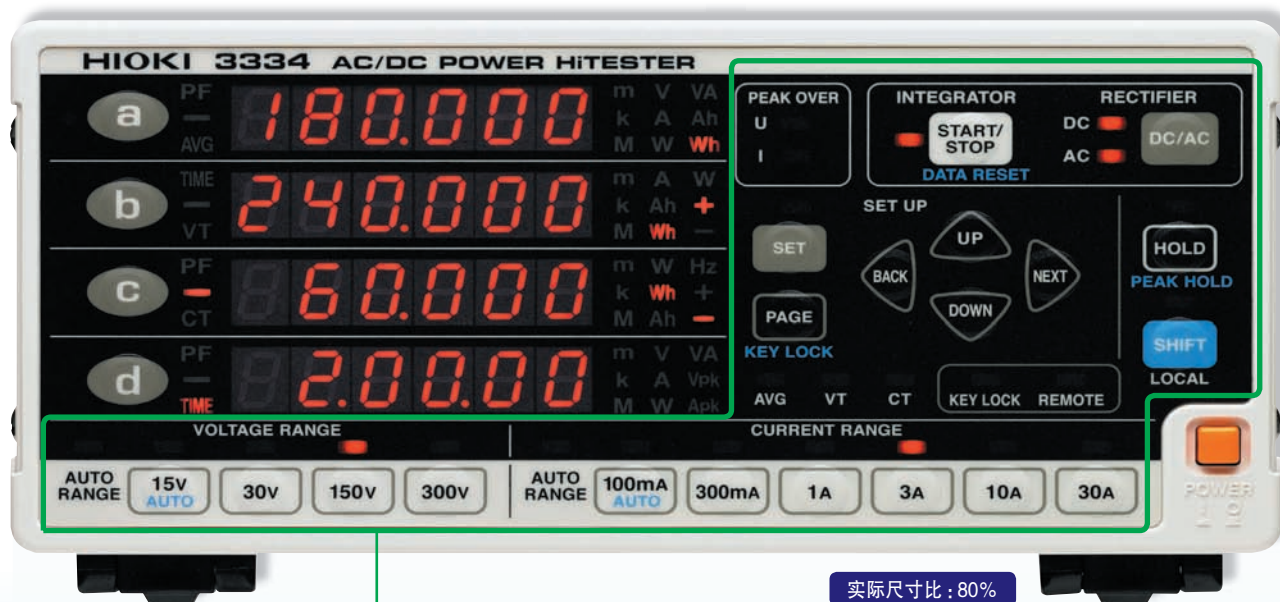 HIOKI 3334 AC/DC POWER HiTESTER
a PF AVG 180.000 m V VA k A Ah M W Wh
b TIME VT 240.000 m A W k Ah + M Wh −
c PF − CT 60.000 m W Hz k Wh + M Ah −
d PF − TIME 2.0.0.0 m V VA k A Vpk M W Apk
PEAK OVER
U
I
INTEGRATOR RECTIFIER
START/STOP
DATA RESET
DC
AC
DC/AC
SET UP
SET
UP
BACK
NEXT
DOWN
PAGE
KEY LOCK
HOLD
PEAK HOLD
SHIFT
LOCAL
AVG VT CT KEY LOCK REMOTE
VOLTAGE RANGE
CURRENT RANGE
AUTO RANGE
15V AUTO
30V
150V
300V
AUTO RANGE
100mA AUTO
300mA
1A
3A
10A
30A
POWER
实际尺寸比：80%